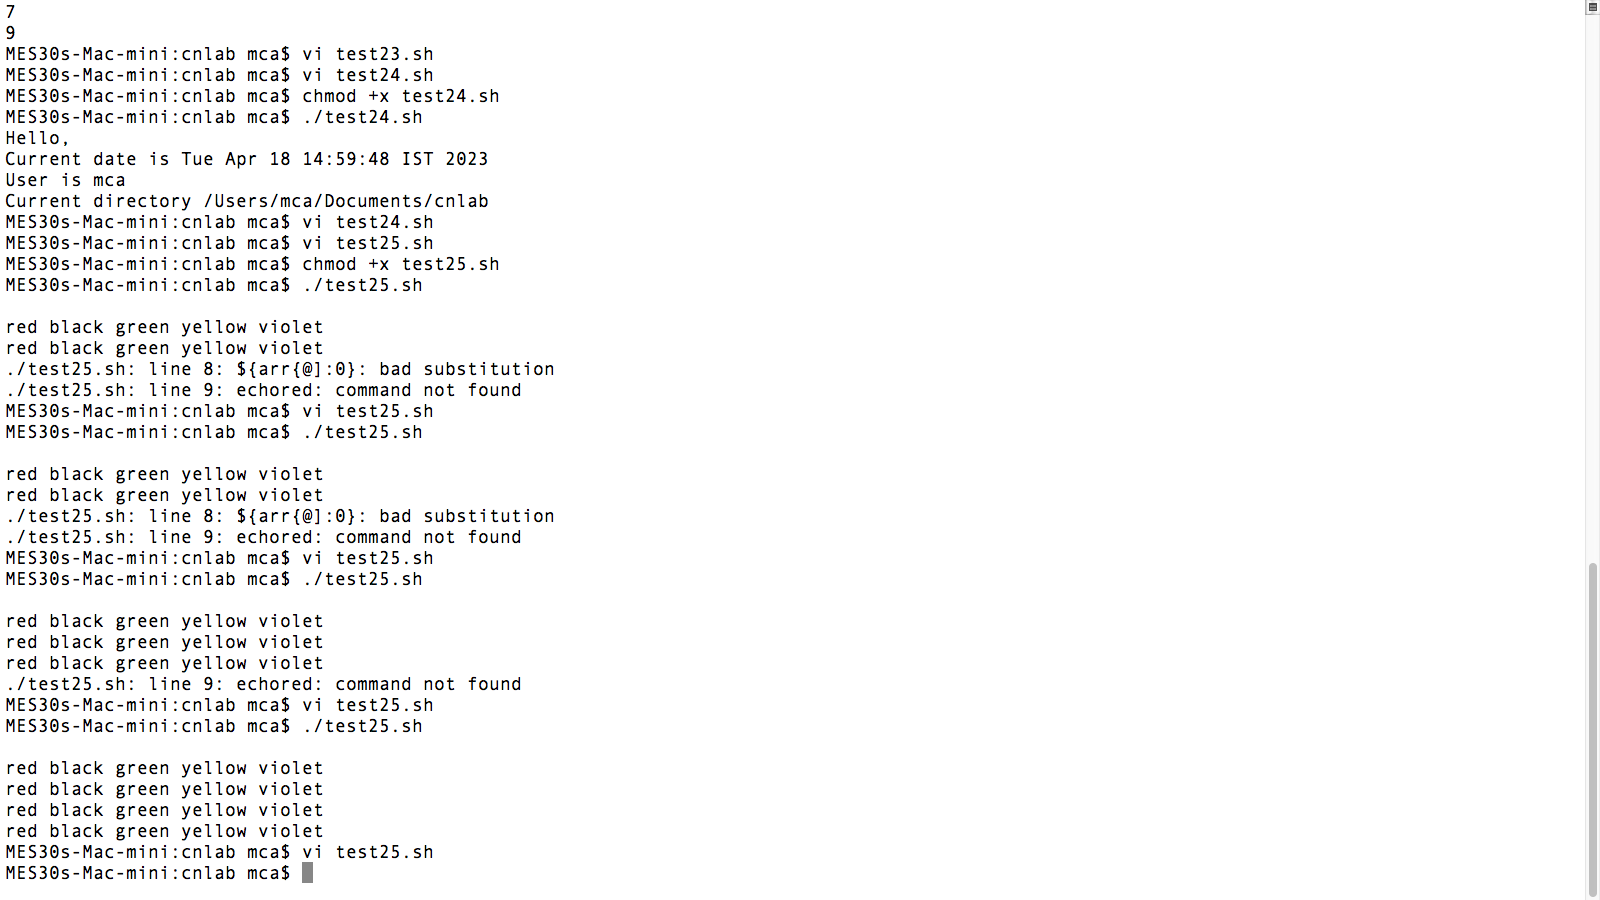 7
9
MES30s-Mac-mini:cnlab mca$ vi test23.sh
MES30s-Mac-mini:cnlab mca$ vi test24.sh
MES30s-Mac-mini:cnlab mca$ chmod +x test24.sh
MES30s-Mac-mini:cnlab mca$ ./test24.sh
Hello,
Current date is Tue Apr 18 14:59:48 IST 2023
User is mca
Current directory /Users/mca/Documents/cnlab
MES30s-Mac-mini:cnlab mca$ vi test24.sh
MES30s-Mac-mini:cnlab mca$ vi test25.sh
MES30s-Mac-mini:cnlab mca$ chmod +x test25.sh
MES30s-Mac-mini:cnlab mca$ ./test25.sh

red black green yellow violet
red black green yellow violet
./test25.sh: line 8: ${arr{@]:0}: bad substitution
./test25.sh: line 9: echored: command not found
MES30s-Mac-mini:cnlab mca$ vi test25.sh
MES30s-Mac-mini:cnlab mca$ ./test25.sh

red black green yellow violet
red black green yellow violet
./test25.sh: line 8: ${arr{@]:0}: bad substitution
./test25.sh: line 9: echored: command not found
MES30s-Mac-mini:cnlab mca$ vi test25.sh
MES30s-Mac-mini:cnlab mca$ ./test25.sh

red black green yellow violet
red black green yellow violet
red black green yellow violet
./test25.sh: line 9: echored: command not found
MES30s-Mac-mini:cnlab mca$ vi test25.sh
MES30s-Mac-mini:cnlab mca$ ./test25.sh

red black green yellow violet
red black green yellow violet
red black green yellow violet
red black green yellow violet
MES30s-Mac-mini:cnlab mca$ vi test25.sh
MES30s-Mac-mini:cnlab mca$